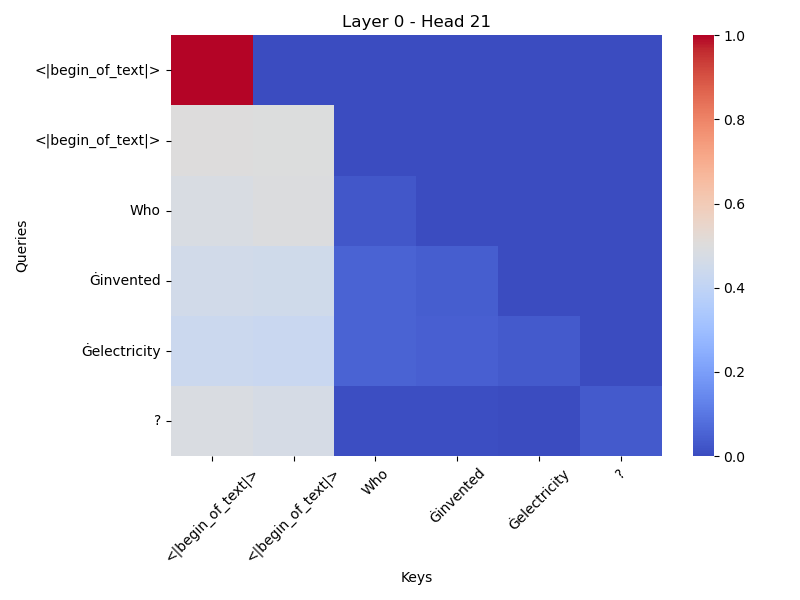 Layer 0 - Head 21
<|begin_of_text|>
<|begin_of_text|>
Who
Ġinvented
Ġelectricity
?
Queries
<|begin_of_text|>
<|begin_of_text|>
Who
Ġinvented
Ġelectricity
?
Keys
1.0
0.8
0.6
0.4
0.2
0.0